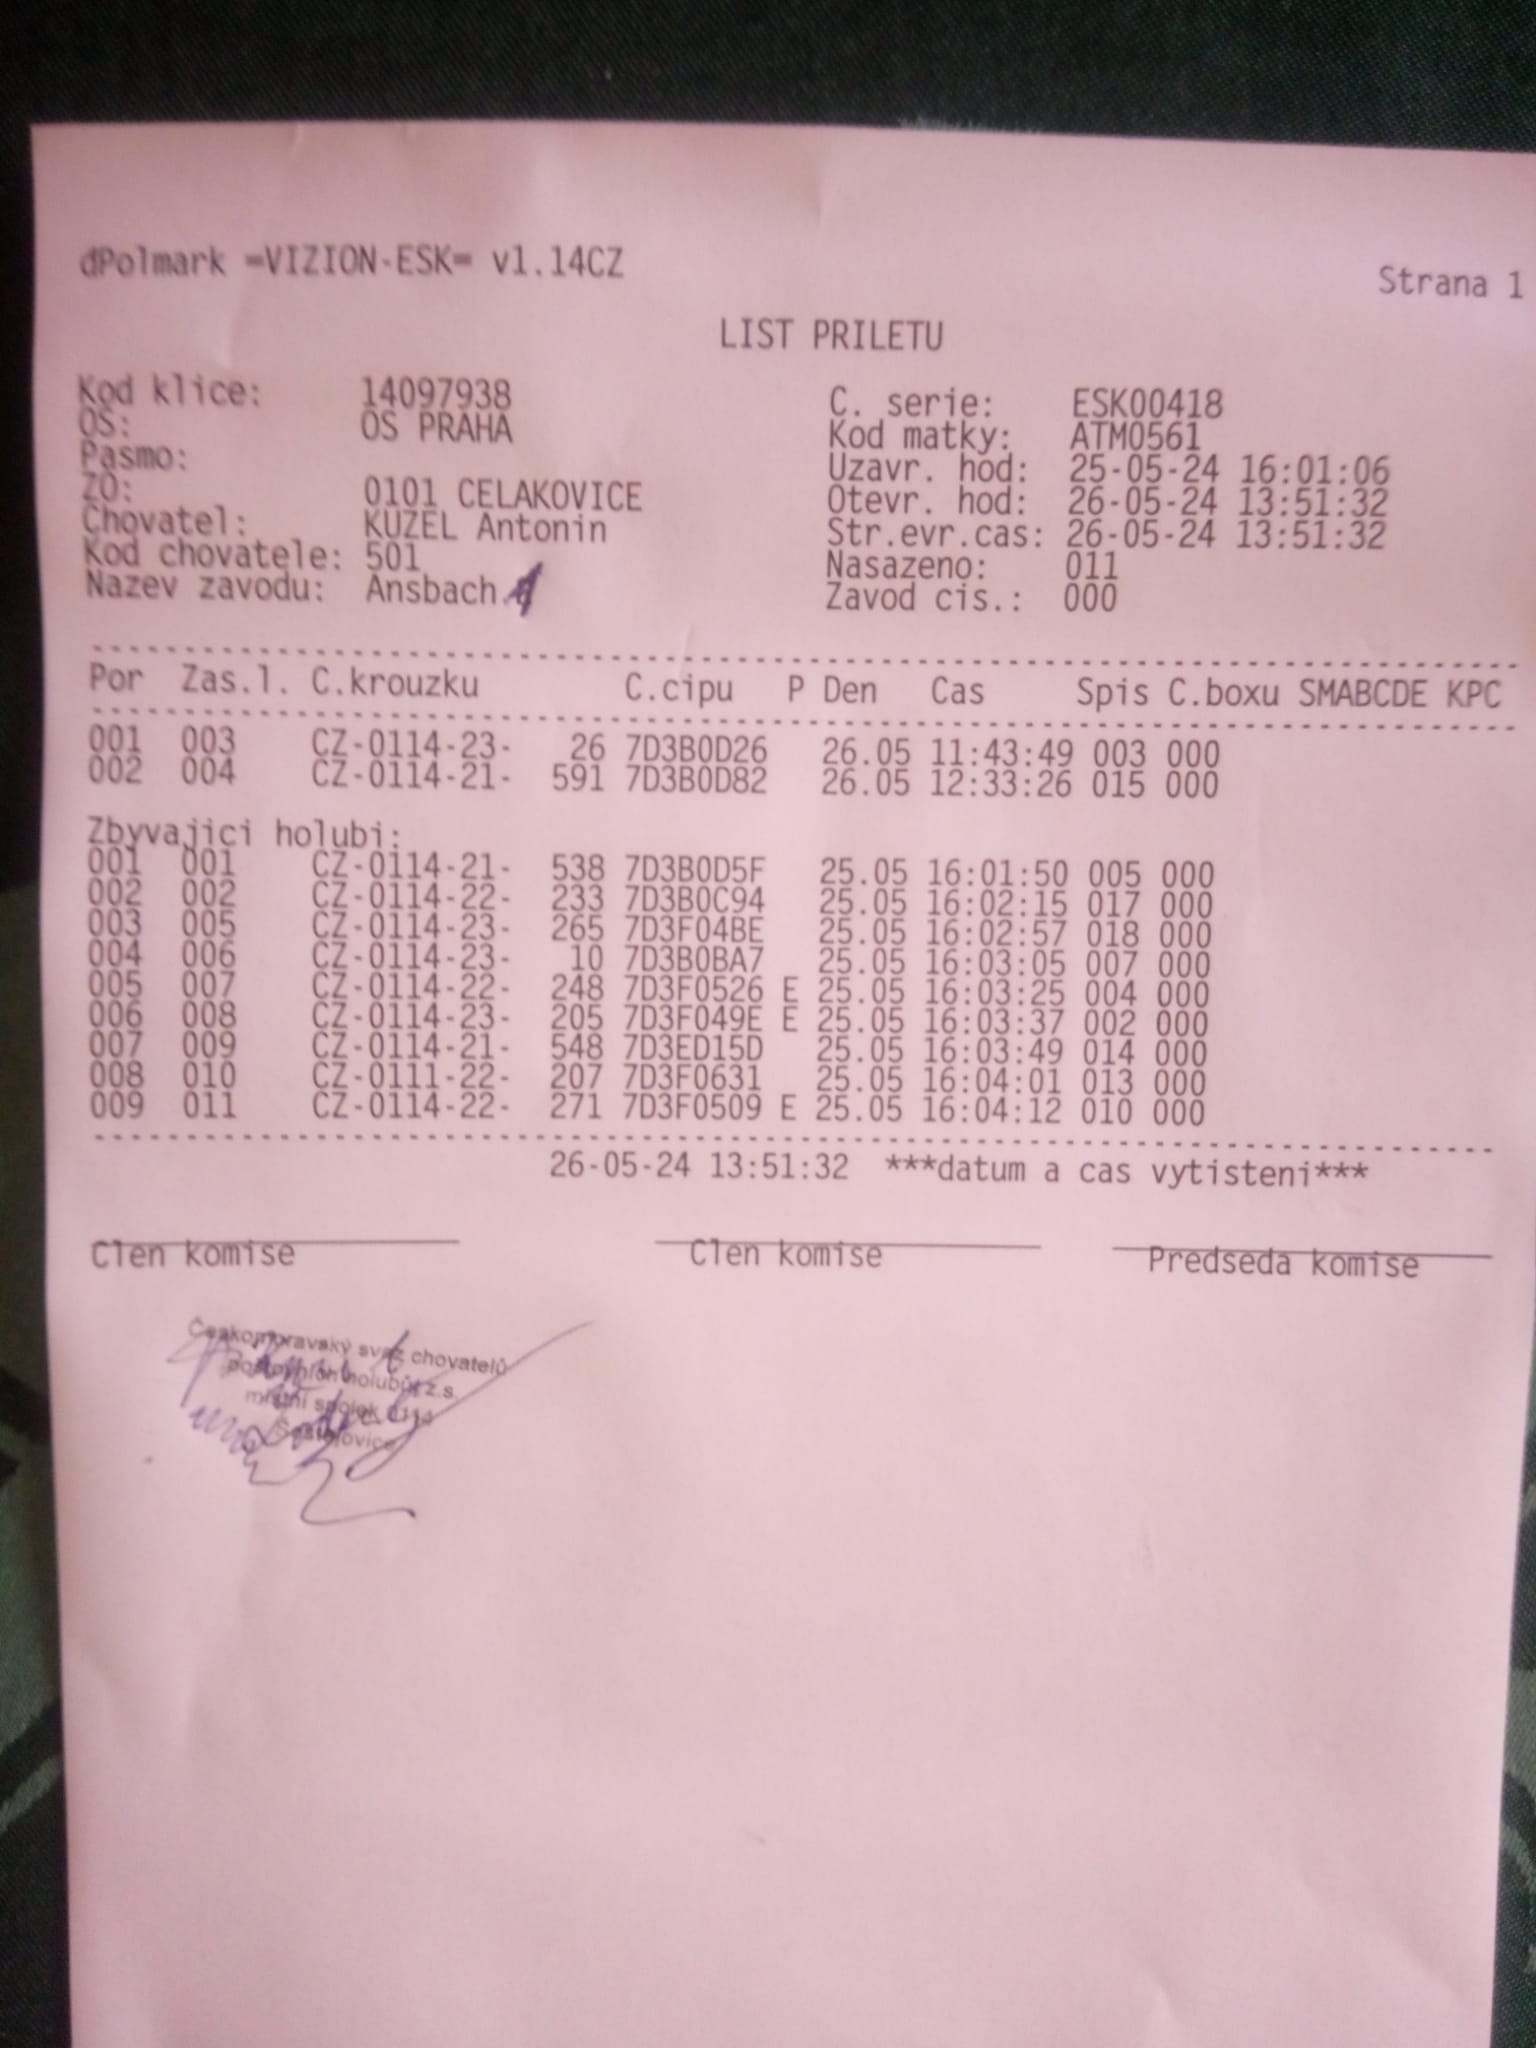 dPolmark =VIZION-ESK= v1.14CZ
Strana 1
LIST PRILETU
Kod klice: 14097938 C. serie: ESK00418
OS: OS PRAHA Kod matky: ATM0561
Pasmo: Uzavr. hod: 25-05-24 16:01:06
ZO: 0101 CELAKOVICE Otevr. hod: 26-05-24 13:51:32
Chovatel: KUZEL Antonin Str.evr.cas: 26-05-24 13:51:32
Kod chovatele: 501 Nasazeno: 011
Nazev zavodu: Ansbach Zavod cis.: 000
Por Zas.l. C.krouzku C.cipu P Den Cas Spis C.boxu SMABCDE KPC
001 003 CZ-0114-23- 26 7D3B0D26 26.05 11:43:49 003 000
002 004 CZ-0114-21- 591 7D3B0D82 26.05 12:33:26 015 000
Zbyvajici holubi:
001 001 CZ-0114-21- 538 7D3B0D5F 25.05 16:01:50 005 000
002 002 CZ-0114-22- 233 7D3B0C94 25.05 16:02:15 017 000
003 005 CZ-0114-23- 265 7D3F04BE 25.05 16:02:57 018 000
004 006 CZ-0114-23- 10 7D3B0BA7 25.05 16:03:05 007 000
005 007 CZ-0114-22- 248 7D3F0526 E 25.05 16:03:25 004 000
006 008 CZ-0114-23- 205 7D3F049E E 25.05 16:03:37 002 000
007 009 CZ-0114-21- 548 7D3ED15D 25.05 16:03:49 014 000
008 010 CZ-0111-22- 207 7D3F0631 25.05 16:04:01 013 000
009 011 CZ-0114-22- 271 7D3F0509 E 25.05 16:04:12 010 000
26-05-24 13:51:32 ***datum a cas vytisteni***
Clen komise Clen komise Predseda komise
Českomoravský svaz chovatelů
poštovních holubů, z.s.
místní spolek 0114